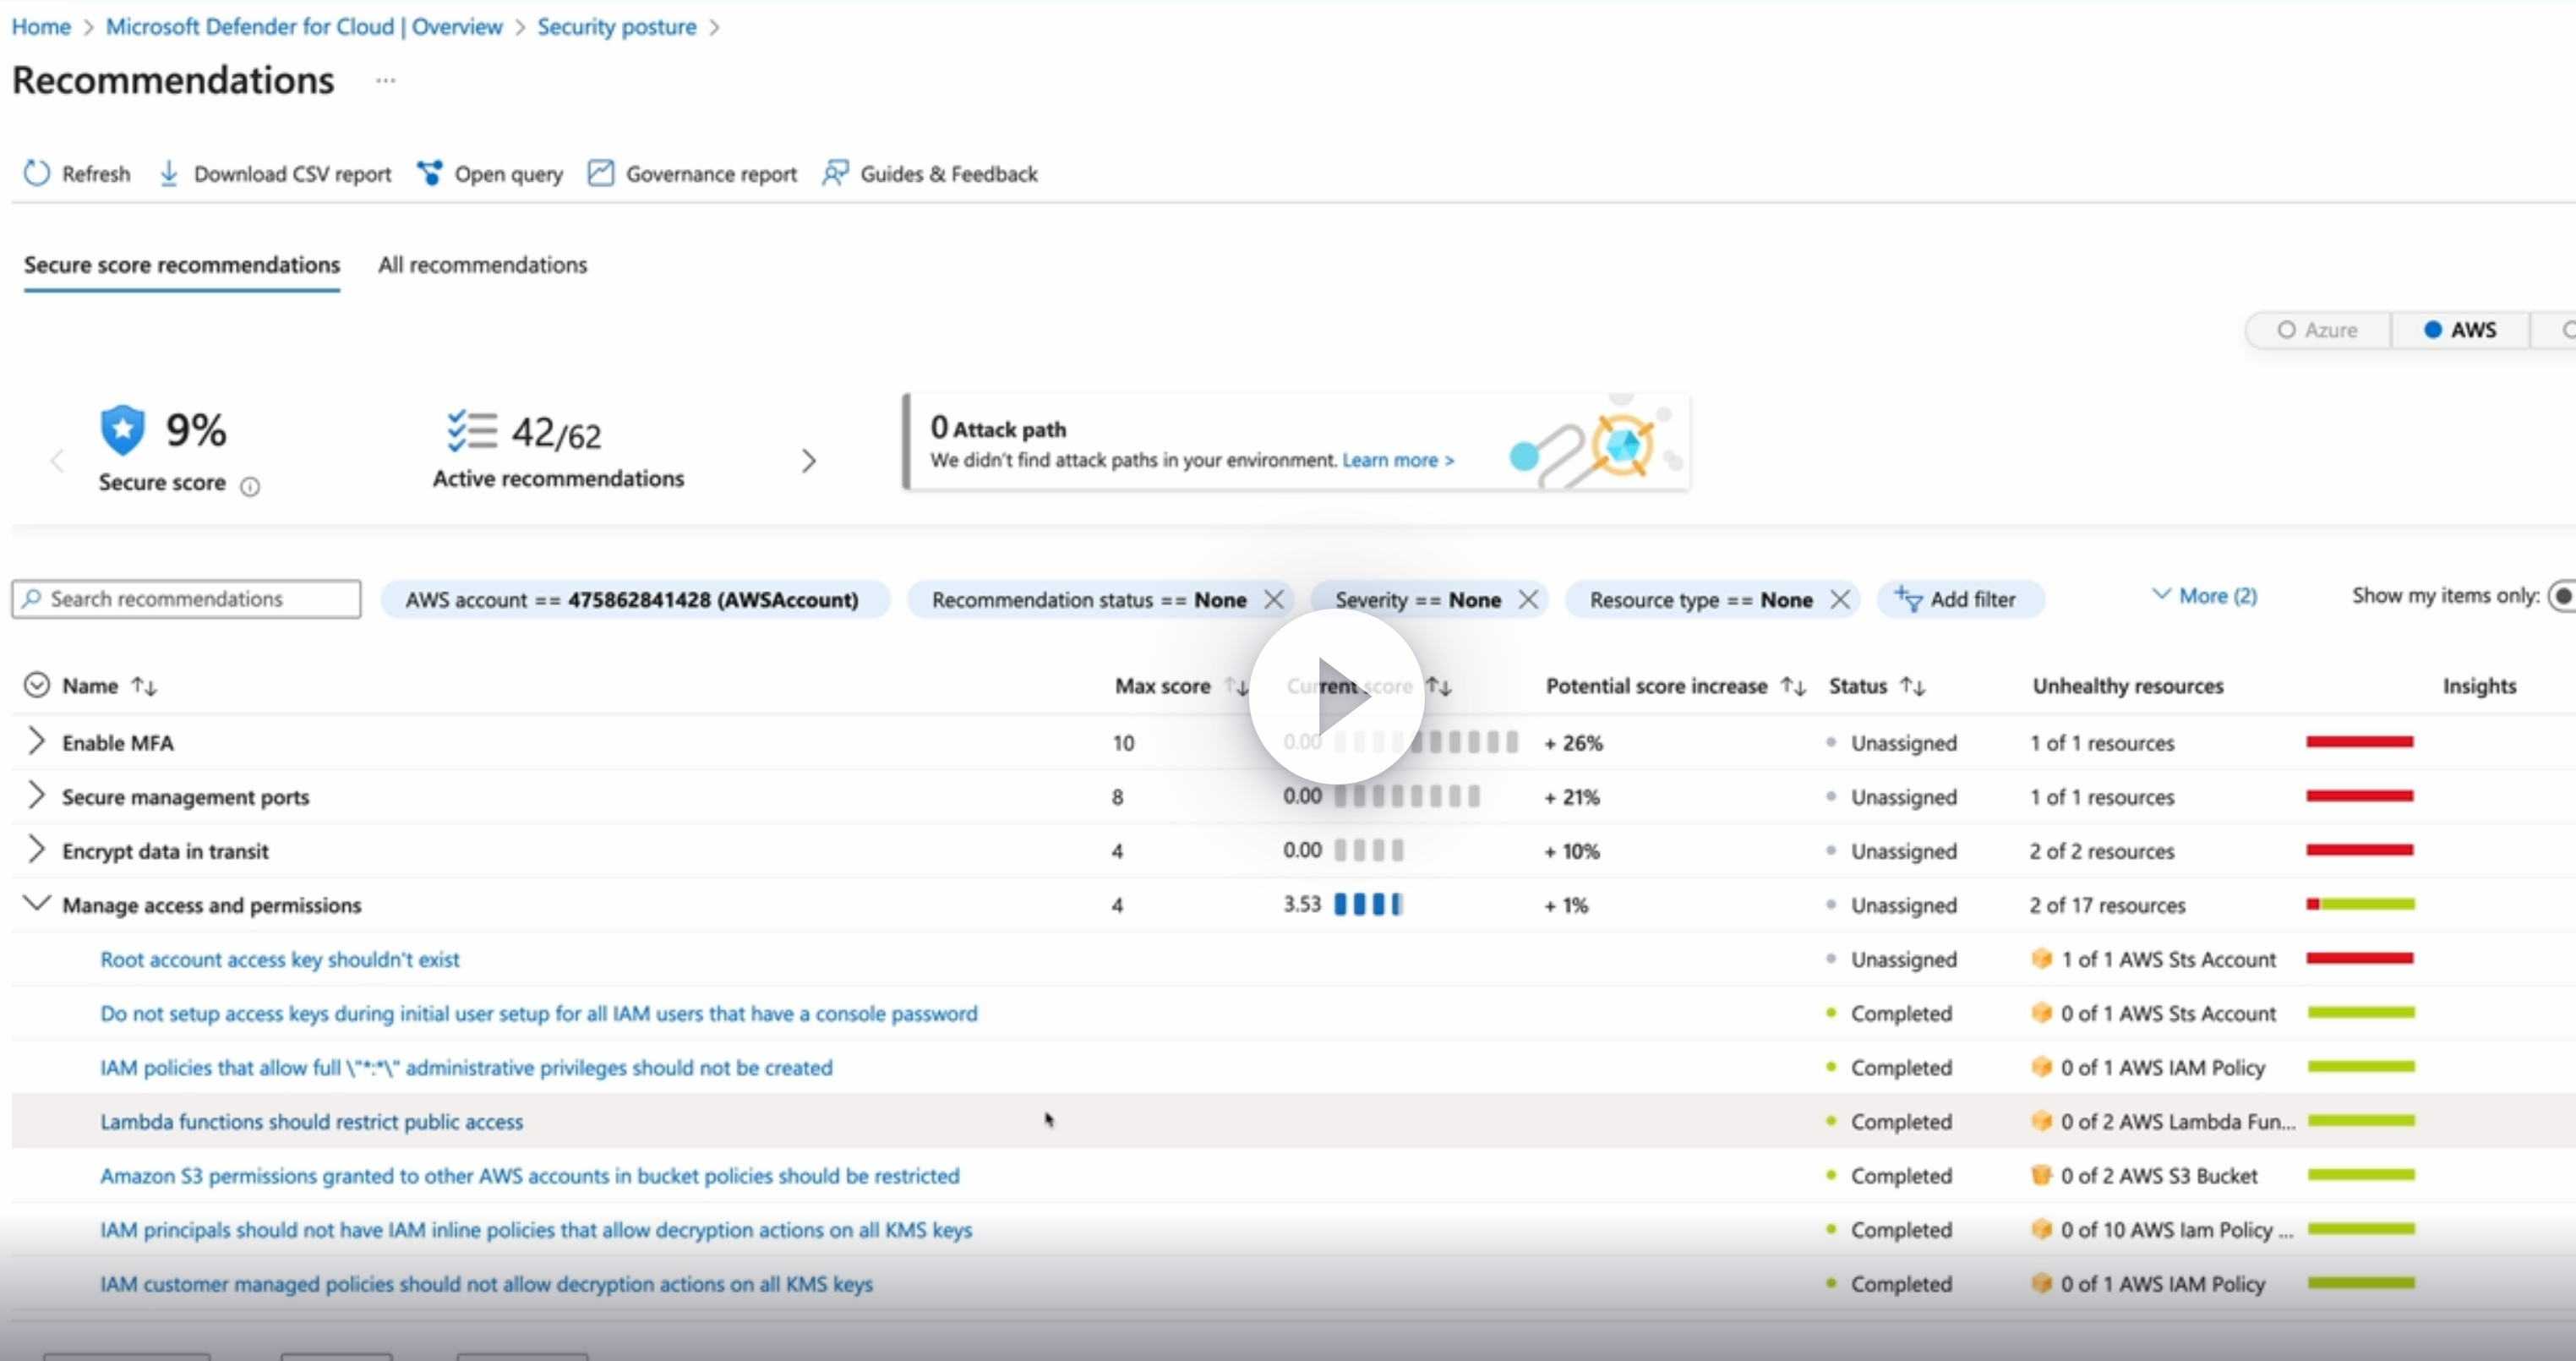 Home > Microsoft Defender for Cloud | Overview > Security posture >
Recommendations ...
Refresh Download CSV report Open query Governance report Guides & Feedback
Secure score recommendations All recommendations
Azure AWS
9% 42/62
Secure score Active recommendations
0 Attack path
We didn't find attack paths in your environment. Learn more >
Search recommendations AWS account == 475862841428 (AWSAccount) Recommendation status == None Severity == None Resource type == None Add filter More (2) Show my items only:
Name Max score Current score Potential score increase Status Unhealthy resources Insights
Enable MFA 10 0.00 + 26% Unassigned 1 of 1 resources
Secure management ports 8 0.00 + 21% Unassigned 1 of 1 resources
Encrypt data in transit 4 0.00 + 10% Unassigned 2 of 2 resources
Manage access and permissions 4 3.53 + 1% Unassigned 2 of 17 resources
Root account access key shouldn't exist Unassigned 1 of 1 AWS Sts Account
Do not setup access keys during initial user setup for all IAM users that have a console password Completed 0 of 1 AWS Sts Account
IAM policies that allow full \"*:*\" administrative privileges should not be created Completed 0 of 1 AWS IAM Policy
Lambda functions should restrict public access Completed 0 of 2 AWS Lambda Fun...
Amazon S3 permissions granted to other AWS accounts in bucket policies should be restricted Completed 0 of 2 AWS S3 Bucket
IAM principals should not have IAM inline policies that allow decryption actions on all KMS keys Completed 0 of 10 AWS Iam Policy ...
IAM customer managed policies should not allow decryption actions on all KMS keys Completed 0 of 1 AWS IAM Policy